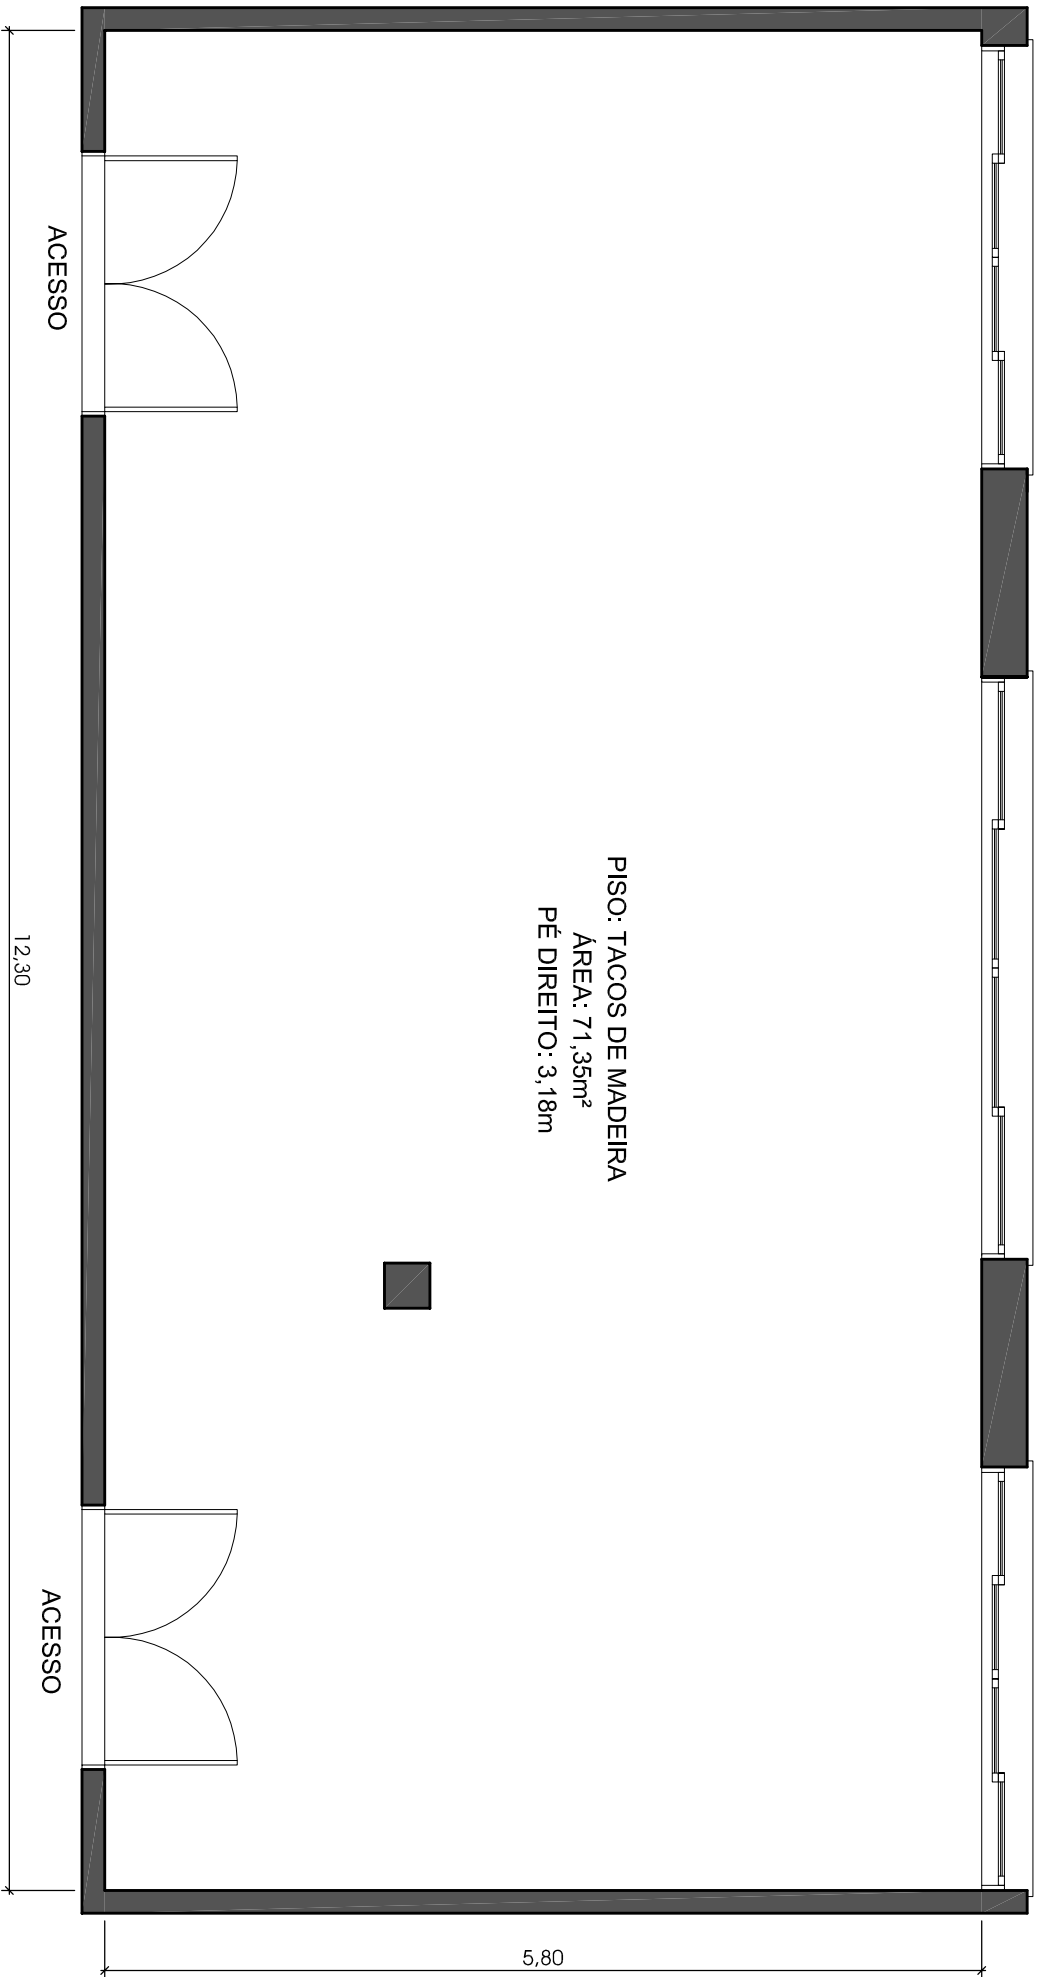 PISO: TACOS DE MADEIRA
ÁREA: 71,35m²
PÉ DIREITO: 3,18m
ACESSO
ACESSO
12,30
5,80